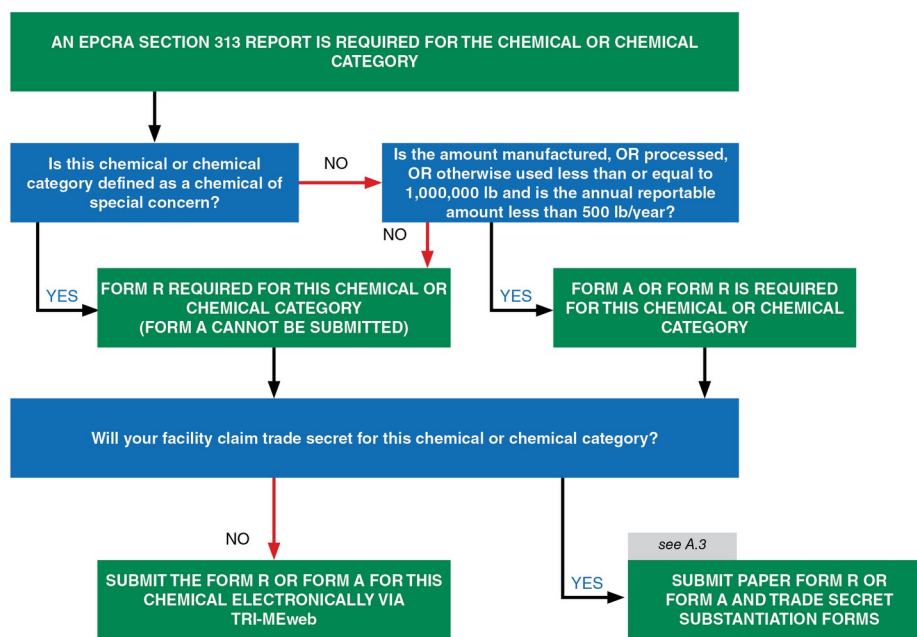 AN EPCRA SECTION 313 REPORT IS REQUIRED FOR THE CHEMICAL OR CHEMICAL
CATEGORY
Is this chemical or chemical
category defined as a chemical of
special concern?
NO
Is the amount manufactured, OR processed,
OR otherwise used less than or equal to
1,000,000 lb and is the annual reportable
amount less than 500 lb/year?
NO
YES
FORM R REQUIRED FOR THIS CHEMICAL OR
CHEMICAL CATEGORY
(FORM A CANNOT BE SUBMITTED)
YES
FORM A OR FORM R IS REQUIRED
FOR THIS CHEMICAL OR CHEMICAL
CATEGORY
Will your facility claim trade secret for this chemical or chemical category?
NO
SUBMIT THE FORM R OR FORM A FOR THIS
CHEMICAL ELECTRONICALLY VIA
TRI-MEweb
YES
see A.3
SUBMIT PAPER FORM R OR
FORM A AND TRADE SECRET
SUBSTANTIATION FORMS